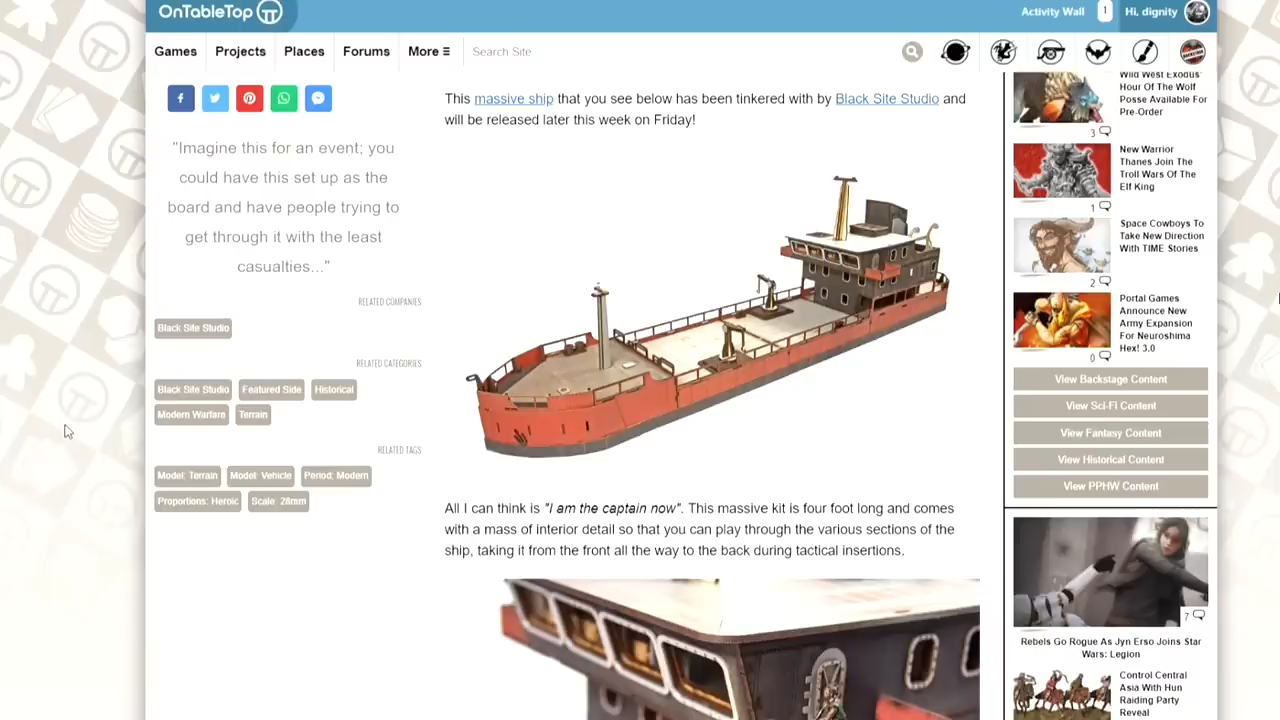 OnTableTop
Activity Wall
1
Hi, dignity
Games
Projects
Places
Forums
More ≡
Search Site
"Imagine this for an event; you
could have this set up as the
board and have people trying to
get through it with the least
casualties..."
RELATED COMPANIES
Black Site Studio
RELATED CATEGORIES
Black Site Studio
Featured Side
Historical
Modern Warfare
Terrain
RELATED TAGS
Model: Terrain
Model: Vehicle
Period: Modern
Proportions: Heroic
Scale: 28mm
This massive ship that you see below has been tinkered with by Black Site Studio and
will be released later this week on Friday!
All I can think is "I am the captain now". This massive kit is four foot long and comes
with a mass of interior detail so that you can play through the various sections of the
ship, taking it from the front all the way to the back during tactical insertions.
Wild West Exodus'
Hour Of The Wolf
Posse Available For
Pre-Order
3
New Warrior
Thanes Join The
Troll Wars Of The
Elf King
1
Space Cowboys To
Take New Direction
With TIME Stories
2
Portal Games
Announce New
Army Expansion
For Neuroshima
Hex! 3.0
0
View Backstage Content
View Sci-Fi Content
View Fantasy Content
View Historical Content
View PPHW Content
7
Rebels Go Rogue As Jyn Erso Joins Star
Wars: Legion
Control Central
Asia With Hun
Raiding Party
Reveal